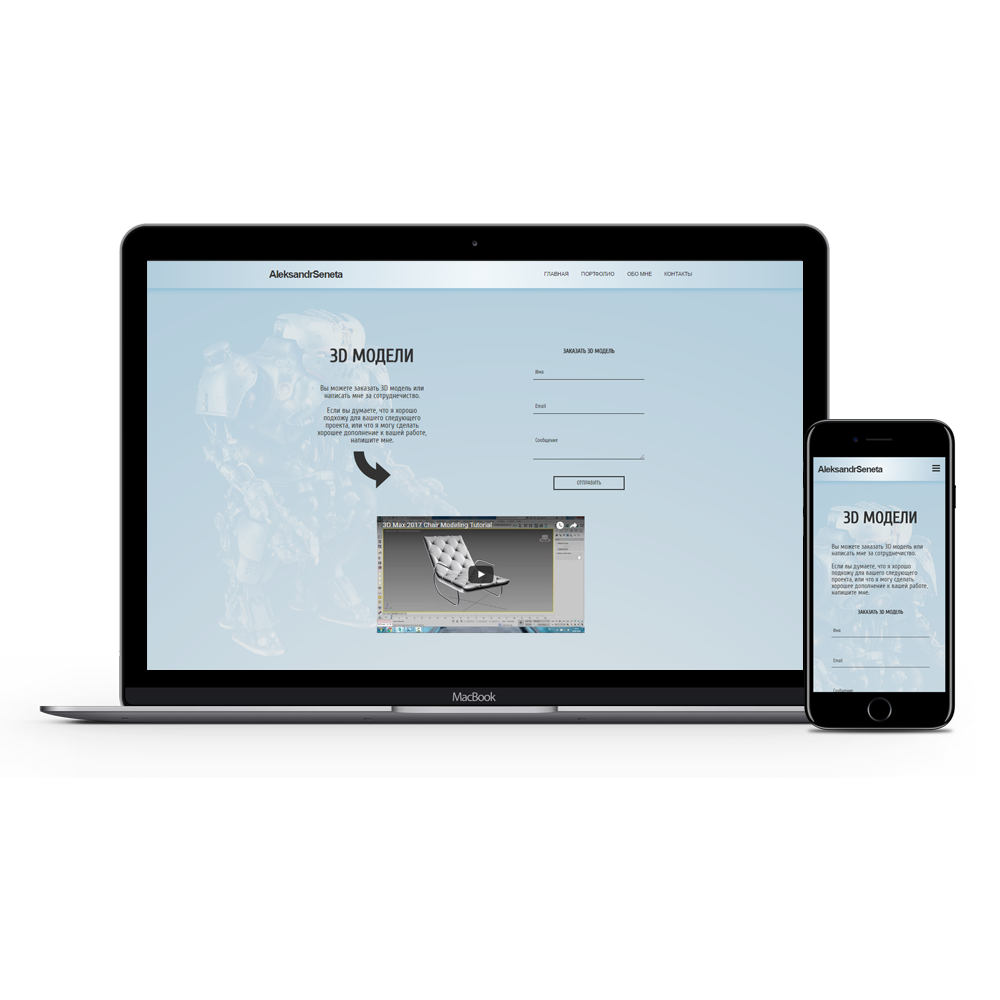 AleksandrSeneta
ГЛАВНАЯ ПОРТФОЛИО ОБО МНЕ КОНТАКТЫ
3D МОДЕЛИ
Вы можете заказать 3D модель или
написать мне за сотруднечисво.
Если вы думаете, что я хорошо
подхожу для вашего следующего
проекта, или что я могу сделать
хорошее дополнение к вашей работе,
напишите мне.
ЗАКАЗАТЬ 3D МОДЕЛЬ
Имя
Email
Сообщение
ОТПРАВИТЬ
3D Max 2017 Chair Modeling Tutorial
MacBook
AleksandrSeneta
3D МОДЕЛИ
Вы можете заказать 3D модель или
написать мне за сотруднечисво.
Если вы думаете, что я хорошо
подхожу для вашего следующего
проекта, или что я могу сделать
хорошее дополнение к вашей работе,
напишите мне.
ЗАКАЗАТЬ 3D МОДЕЛЬ
Имя
Email
Сообщение